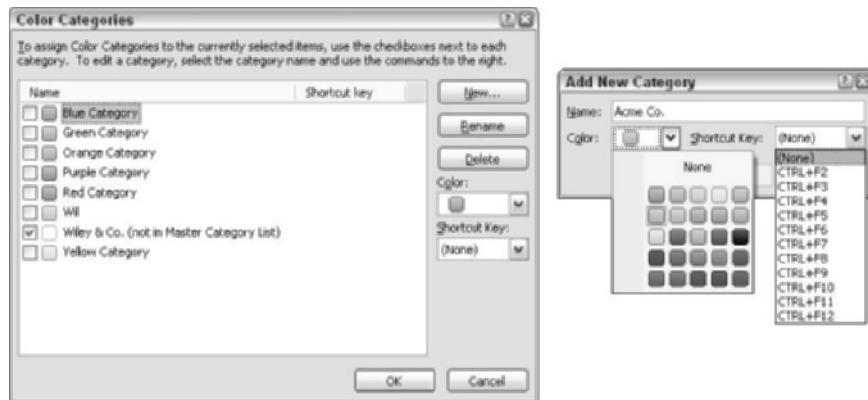 Color Categories
To assign Color Categories to the currently selected items, use the checkboxes next to each
category. To edit a category, select the category name and use the commands to the right.
Name Shortcut key
Blue Category
Green Category
Orange Category
Purple Category
Red Category
Will
Wiley & Co. (not in Master Category List)
Yellow Category
New...
Rename
Delete
Color:
Shortcut Key:
(None)
OK Cancel
Add New Category
Name: Acme Co.
Color: Shortcut Key: (None)
None
(None)
CTRL+F2
CTRL+F3
CTRL+F4
CTRL+F5
CTRL+F6
CTRL+F7
CTRL+F8
CTRL+F9
CTRL+F10
CTRL+F11
CTRL+F12